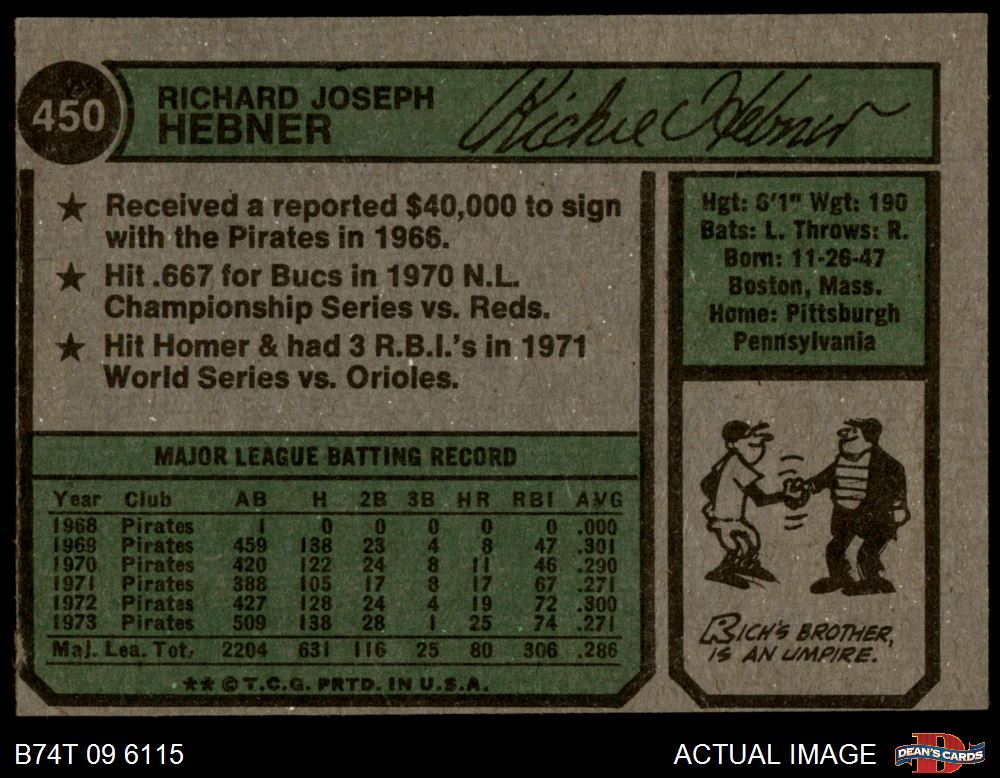 450
RICHARD JOSEPH
HEBNER
Richie Hebner
★ Received a reported $40,000 to sign
with the Pirates in 1966.
★ Hit .667 for Bucs in 1970 N.L.
Championship Series vs. Reds.
★ Hit Homer & had 3 R.B.I.'s in 1971
World Series vs. Orioles.
Hgt: 6'1" Wgt: 190
Bats: L. Throws: R.
Born: 11-26-47
Boston, Mass.
Home: Pittsburgh
Pennsylvania
MAJOR LEAGUE BATTING RECORD
Year Club AB H 2B 3B HR RBI AVG
1968 Pirates 1 0 0 0 0 0 .000
1969 Pirates 459 138 23 4 8 47 .301
1970 Pirates 420 122 24 8 11 46 .290
1971 Pirates 388 105 17 8 17 67 .271
1972 Pirates 427 128 24 4 19 72 .300
1973 Pirates 509 138 28 1 25 74 .271
Maj. Lea. Tot. 2204 631 116 25 80 306 .286
★★ © T.C.G. PRTD. IN U.S.A.
RICH'S BROTHER,
IS AN UMPIRE.
B74T 09 6115
ACTUAL IMAGE
D
DEAN'S CARDS